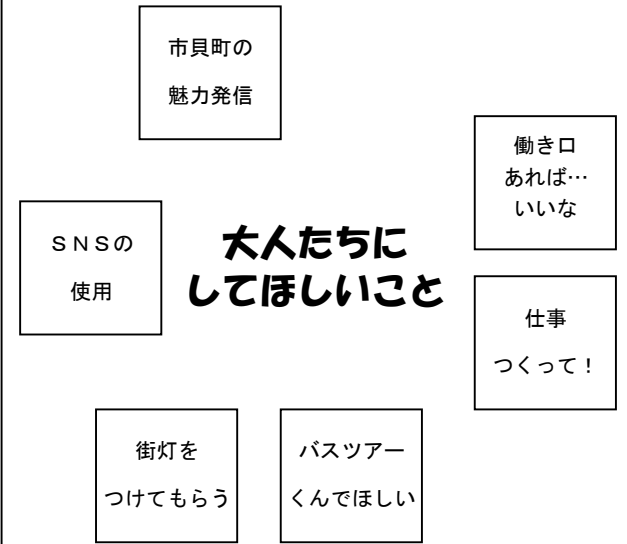 市貝町の
魅力発信
働き口
あれば…
いいな
ＳＮＳの
使用
大人たちに
してほしいこと
仕事
つくって！
街灯を
つけてもらう
バスツアー
くんでほしい